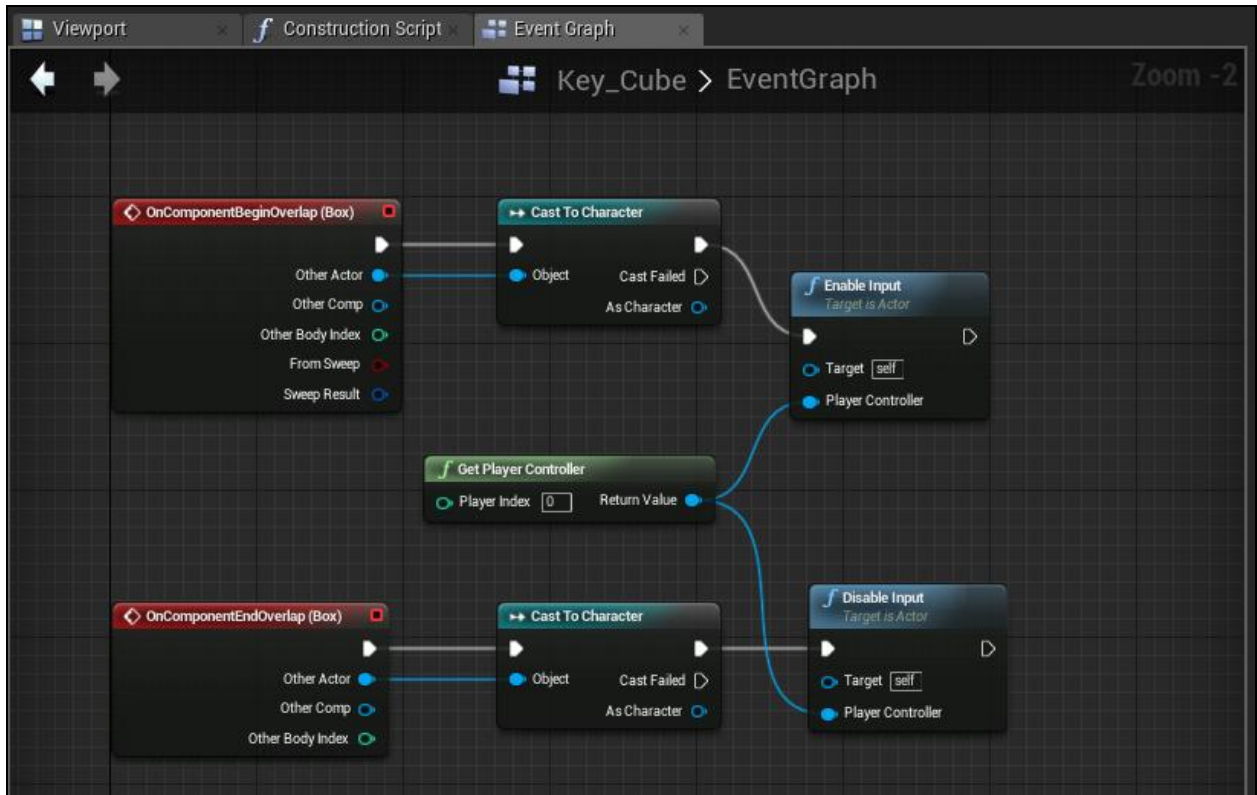 Viewport
Construction Script
Event Graph
Key_Cube > EventGraph
Zoom -2
OnComponentBeginOverlap (Box)
Other Actor
Other Comp
Other Body Index
From Sweep
Sweep Result
Cast To Character
Object
Cast Failed
As Character
Enable Input
Target is Actor
Target self
Player Controller
Get Player Controller
Player Index 0 Return Value
OnComponentEndOverlap (Box)
Other Actor
Other Comp
Other Body Index
Cast To Character
Object
Cast Failed
As Character
Disable Input
Target is Actor
Target self
Player Controller